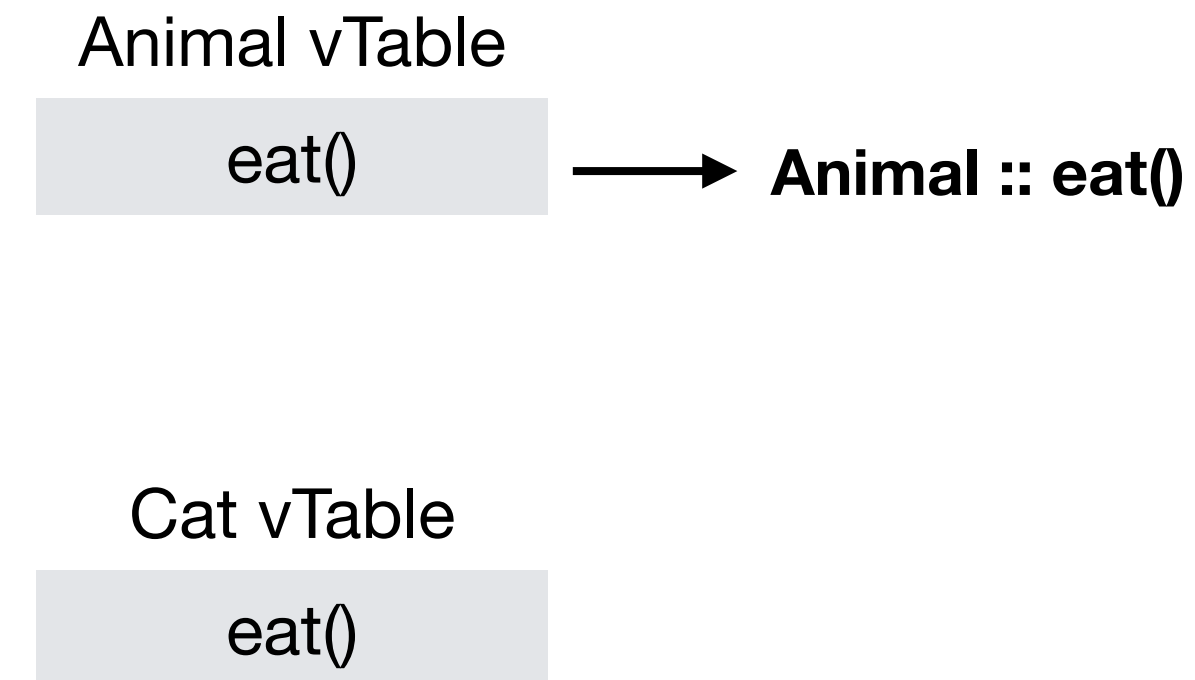 Animal vTable
eat()
Animal :: eat()
Cat vTable
eat()